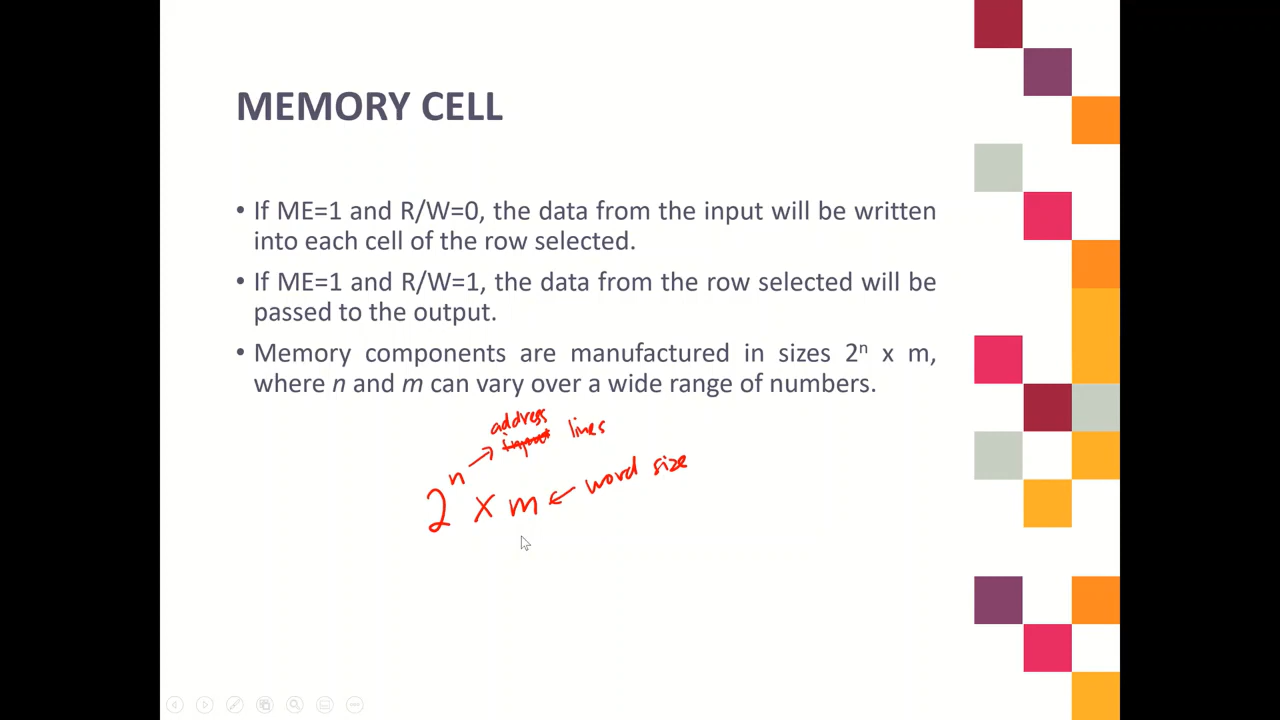 MEMORY CELL
• If ME=1 and R/W=0, the data from the input will be written
into each cell of the row selected.
• If ME=1 and R/W=1, the data from the row selected will be
passed to the output.
• Memory components are manufactured in sizes 2ⁿ x m,
where n and m can vary over a wide range of numbers.
address
input lines
2ⁿ x m ← word size